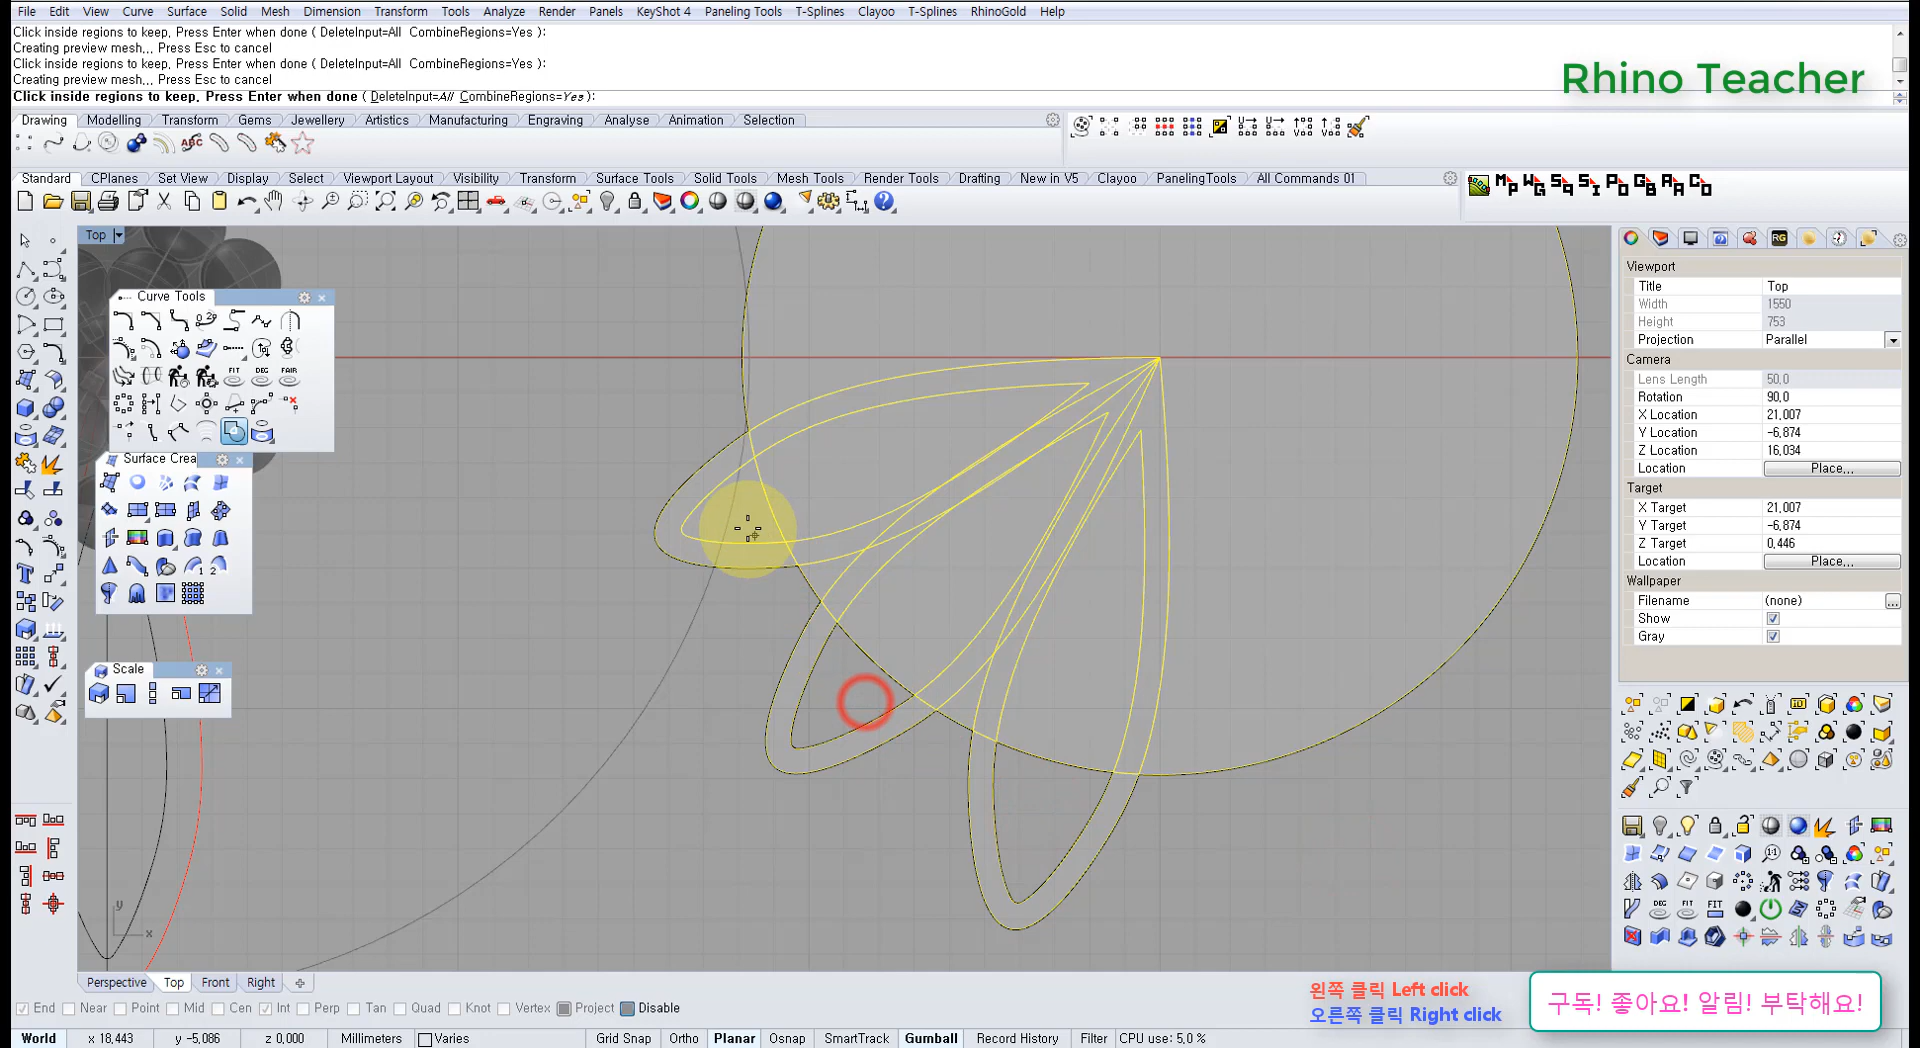 File Edit View Curve Surface Solid Mesh Dimension Transform Tools Analyze Render Panels KeyShot 4 Paneling Tools T-Splines Clayoo T-Splines RhinoGold Help
Click inside regions to keep, Press Enter when done ( DeleteInput=All CombineRegions=Yes ):
Creating preview mesh... Press Esc to cancel
Click inside regions to keep, Press Enter when done ( DeleteInput=All CombineRegions=Yes ):
Creating preview mesh... Press Esc to cancel
Click inside regions to keep, Press Enter when done ( DeleteInput=All CombineRegions=Yes):
Rhino Teacher
Drawing Modelling Transform Gems Jewellery Artistics Manufacturing Engraving Analyse Animation Selection
Standard CPlanes Set View Display Select Viewport Layout Visibility Transform Surface Tools Solid Tools Mesh Tools Render Tools Drafting New in V5 Clayoo PanelingTools All Commands 01
Top
Curve Tools
FIT DEG FAIR
Surface Crea
Scale
Viewport
Title Top
Width 1550
Height 753
Projection Parallel
Camera
Lens Length 50,0
Rotation 90,0
X Location 21,007
Y Location -6,874
Z Location 16,034
Location Place...
Target
X Target 21,007
Y Target -6,874
Z Target 0,446
Location Place...
Wallpaper
Filename (none) ...
Show
Gray
DEG FIT FIT
y
x
Perspective Top Front Right
End Near Point Mid Cen Int Perp Tan Quad Knot Vertex Project Disable
왼쪽 클릭 Left click
오른쪽 클릭 Right click
구독! 좋아요! 알림! 부탁해요!
World x 18,443 y -5,086 z 0,000 Millimeters Varies Grid Snap Ortho Planar Osnap SmartTrack Gumball Record History Filter CPU use: 5,0 %